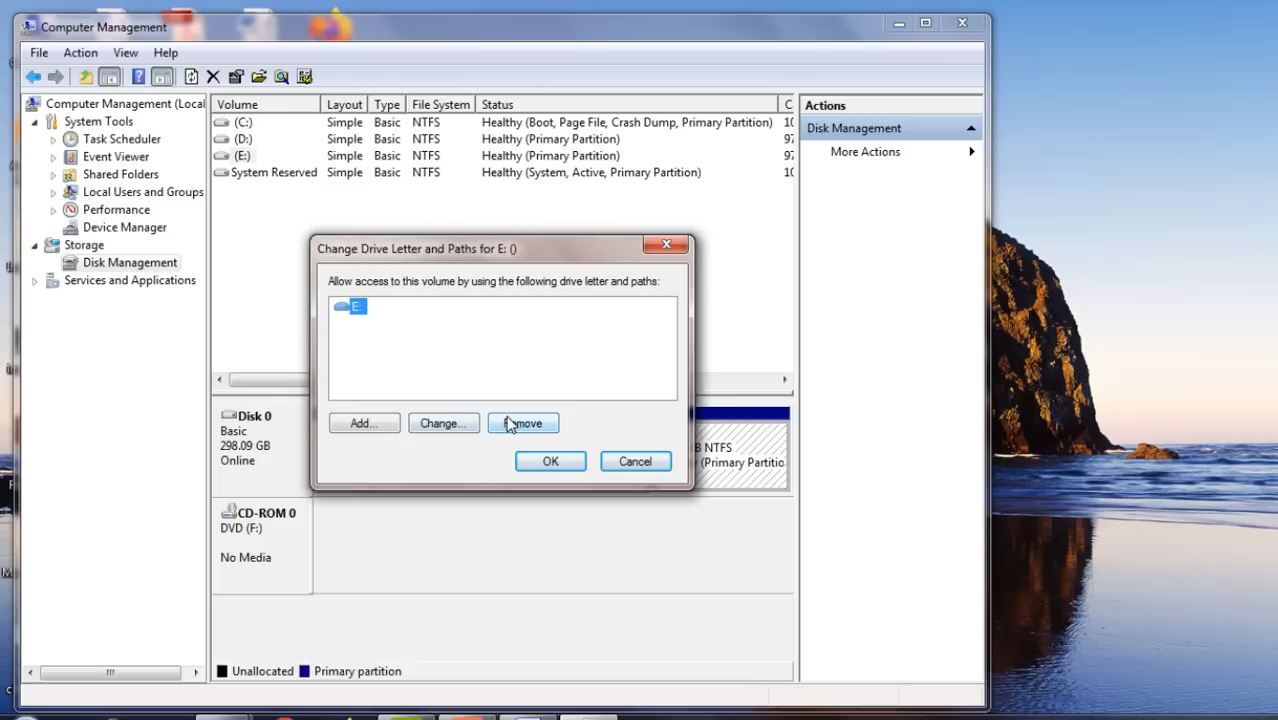 Computer Management
File Action View Help
Computer Management (Local
System Tools
Task Scheduler
Event Viewer
Shared Folders
Local Users and Groups
Performance
Device Manager
Storage
Disk Management
Services and Applications
Volume Layout Type File System Status C
(C:) Simple Basic NTFS Healthy (Boot, Page File, Crash Dump, Primary Partition) 10
(D:) Simple Basic NTFS Healthy (Primary Partition) 97
(E:) Simple Basic NTFS Healthy (Primary Partition) 97
System Reserved Simple Basic NTFS Healthy (System, Active, Primary Partition) 10
Actions
Disk Management
More Actions
Change Drive Letter and Paths for E: ()
Allow access to this volume by using the following drive letter and paths:
E:
Add... Change... Remove
OK Cancel
Disk 0
Basic
298.09 GB
Online
B NTFS
(Primary Partitio
CD-ROM 0
DVD (F:)
No Media
Unallocated Primary partition